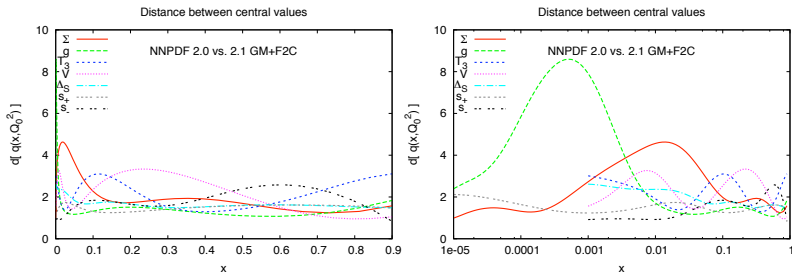 Distance between central values
NNPDF 2.0 vs. 2.1 GM+F2C
Σ
g
T3
V
ΔS
s+
s-
d[ q(x,Q0²) ]
10
8
6
4
2
0
0 0.1 0.2 0.3 0.4 0.5 0.6 0.7 0.8 0.9
x
Distance between central values
NNPDF 2.0 vs. 2.1 GM+F2C
Σ
g
T3
V
ΔS
s+
s-
d[ q(x,Q0²) ]
10
8
6
4
2
0
1e-05 0.0001 0.001 0.01 0.1 1
x